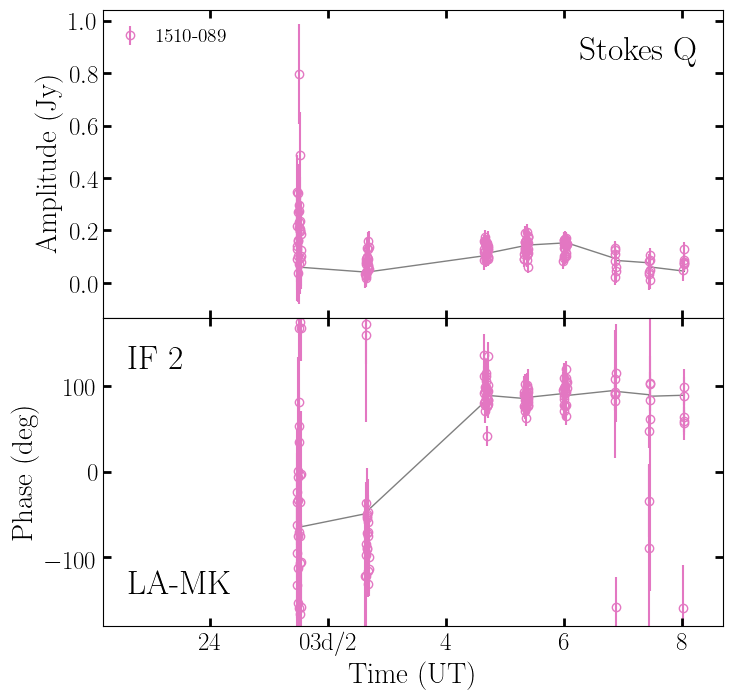 1510-089
Stokes Q
1.0
0.8
0.6
0.4
0.2
0.0
Amplitude (Jy)
IF 2
100
0
−100
Phase (deg)
LA-MK
24 03d/2 4 6 8
Time (UT)